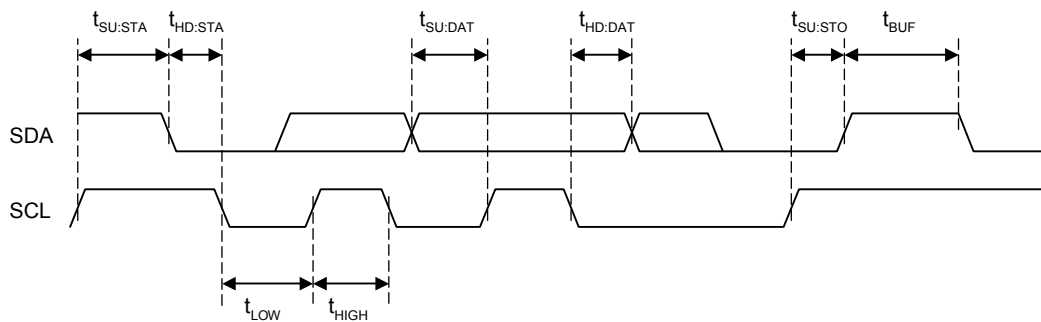 tSU:STA tHD:STA tSU:DAT tHD:DAT tSU:STO tBUF
SDA
SCL
tLOW tHIGH